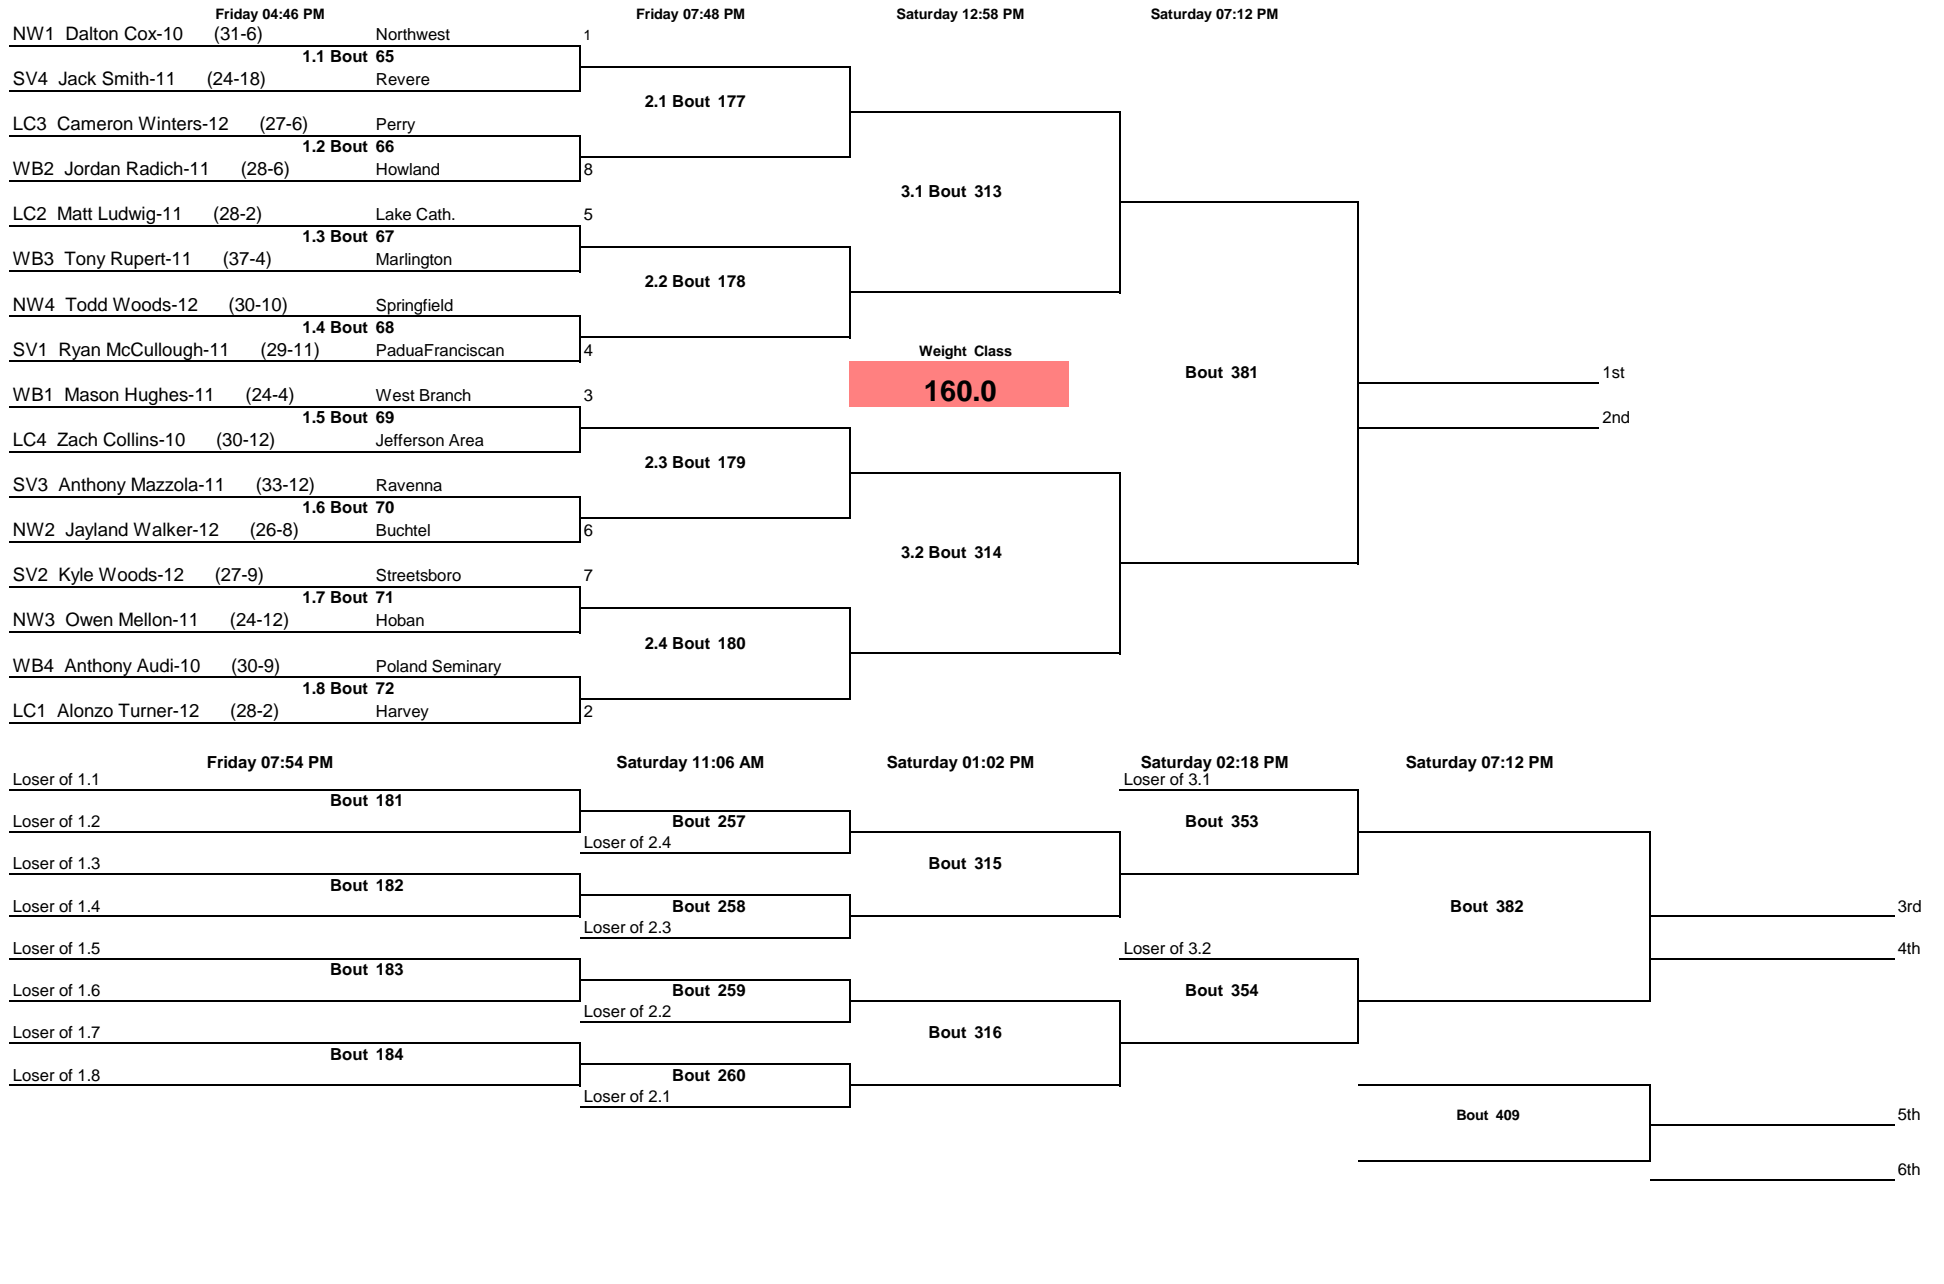 Friday 04:46 PM Friday 07:48 PM Saturday 12:58 PM Saturday 07:12 PM
NW1 Dalton Cox-10 (31-6) Northwest 1
1.1 Bout 65
SV4 Jack Smith-11 (24-18) Revere
2.1 Bout 177
LC3 Cameron Winters-12 (27-6) Perry
1.2 Bout 66
WB2 Jordan Radich-11 (28-6) Howland 8
3.1 Bout 313
LC2 Matt Ludwig-11 (28-2) Lake Cath. 5
1.3 Bout 67
WB3 Tony Rupert-11 (37-4) Marlington
2.2 Bout 178
NW4 Todd Woods-12 (30-10) Springfield
1.4 Bout 68
SV1 Ryan McCullough-11 (29-11) PaduaFranciscan 4 Weight Class
Bout 381 1st
WB1 Mason Hughes-11 (24-4) West Branch 3 160.0
1.5 Bout 69 2nd
LC4 Zach Collins-10 (30-12) Jefferson Area
2.3 Bout 179
SV3 Anthony Mazzola-11 (33-12) Ravenna
1.6 Bout 70
NW2 Jayland Walker-12 (26-8) Buchtel 6
3.2 Bout 314
SV2 Kyle Woods-12 (27-9) Streetsboro 7
1.7 Bout 71
NW3 Owen Mellon-11 (24-12) Hoban
2.4 Bout 180
WB4 Anthony Audi-10 (30-9) Poland Seminary
1.8 Bout 72
LC1 Alonzo Turner-12 (28-2) Harvey 2
Friday 07:54 PM Saturday 11:06 AM Saturday 01:02 PM Saturday 02:18 PM Saturday 07:12 PM
Loser of 1.1 Loser of 3.1
Bout 181
Loser of 1.2 Bout 257 Bout 353
Loser of 2.4
Loser of 1.3 Bout 315
Bout 182
Loser of 1.4 Bout 258 Bout 382 3rd
Loser of 2.3
Loser of 1.5 Loser of 3.2 4th
Bout 183
Loser of 1.6 Bout 259 Bout 354
Loser of 2.2
Loser of 1.7 Bout 316
Bout 184
Loser of 1.8 Bout 260
Loser of 2.1
Bout 409 5th
6th